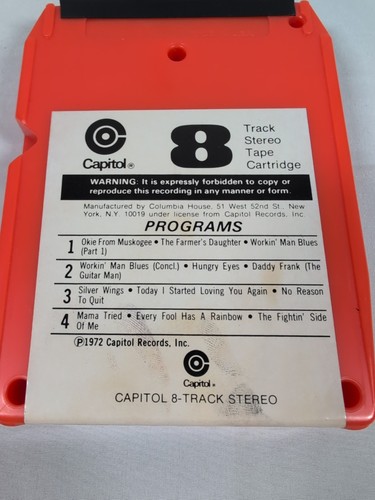 Capitol®
8 Track
Stereo
Tape
Cartridge
WARNING: It is expressly forbidden to copy or
reproduce this recording in any manner or form.
Manufactured by Columbia House, 51 West 52nd St., New
York, N.Y. 10019 under license from Capitol Records, Inc.
PROGRAMS
1 Okie From Muskogee • The Farmer's Daughter • Workin' Man Blues
(Part 1)
2 Workin' Man Blues (Concl.) • Hungry Eyes • Daddy Frank (The
Guitar Man)
3 Silver Wings • Today I Started Loving You Again • No Reason
To Quit
4 Mama Tried • Every Fool Has A Rainbow • The Fightin' Side
Of Me
Ⓟ1972 Capitol Records, Inc.
Capitol®
CAPITOL 8-TRACK STEREO